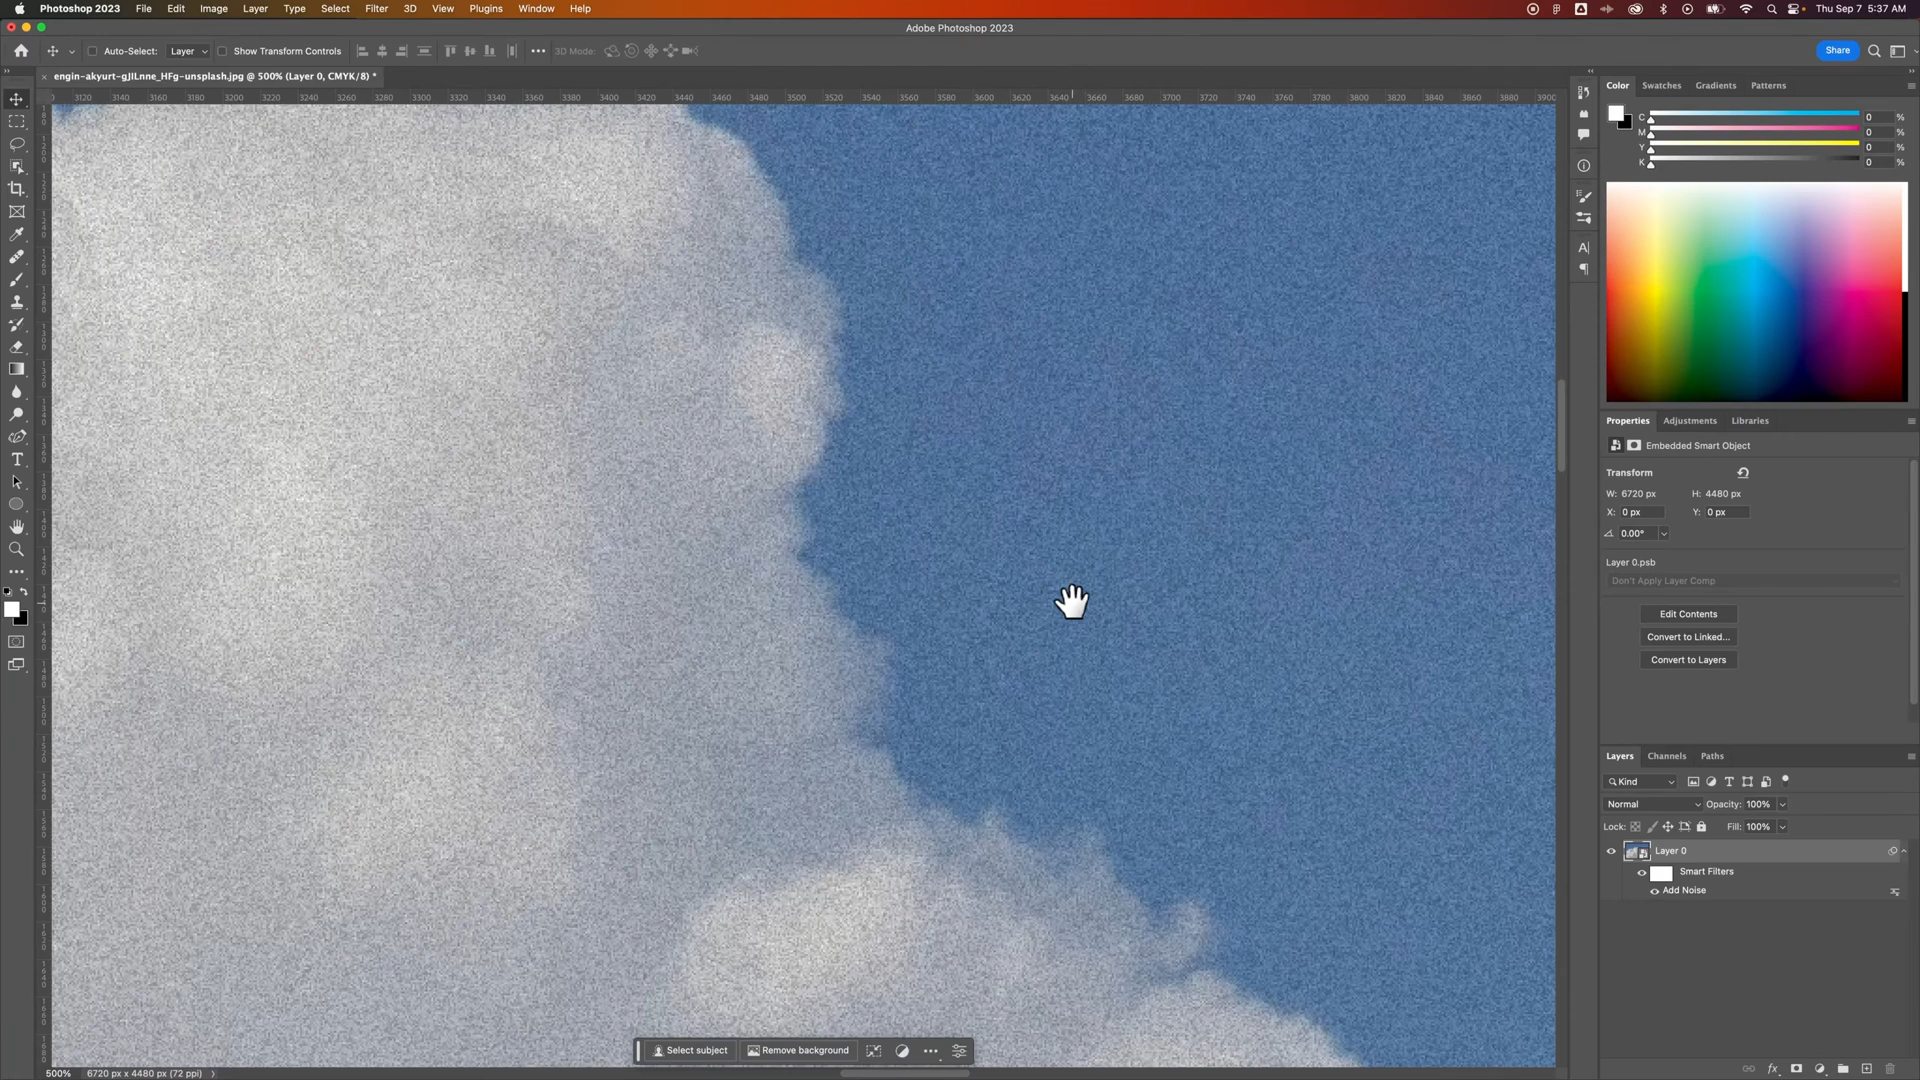 Photoshop 2023 File Edit Image Layer Type Select Filter 3D View Plugins Window Help Thu Sep 7 5:37 AM
Adobe Photoshop 2023
Auto-Select: Layer Show Transform Controls 3D Mode: Share
engin-akyurt-gJILnne_HFg-unsplash.jpg @ 500% (Layer 0, CMYK/8) *
3120 3140 3160 3180 3200 3220 3240 3260 3280 3300 3320 3340 3360 3380 3400 3420 3440 3460 3480 3500 3520 3540 3560 3580 3600 3620 3640 3660 3680 3700 3720 3740 3760 3780 3800 3820 3840 3860 3880 3900
Color Swatches Gradients Patterns
C 0 %
M 0 %
Y 0 %
K 0 %
Properties Adjustments Libraries
Embedded Smart Object
Transform
W: 6720 px H: 4480 px
X: 0 px Y: 0 px
0.00°
Layer 0.psb
Don't Apply Layer Comp
Edit Contents
Convert to Linked...
Convert to Layers
Layers Channels Paths
Kind
Normal Opacity: 100%
Lock: Fill: 100%
Layer 0
Smart Filters
Add Noise
Select subject Remove background
500% 6720 px x 4480 px (72 ppi)